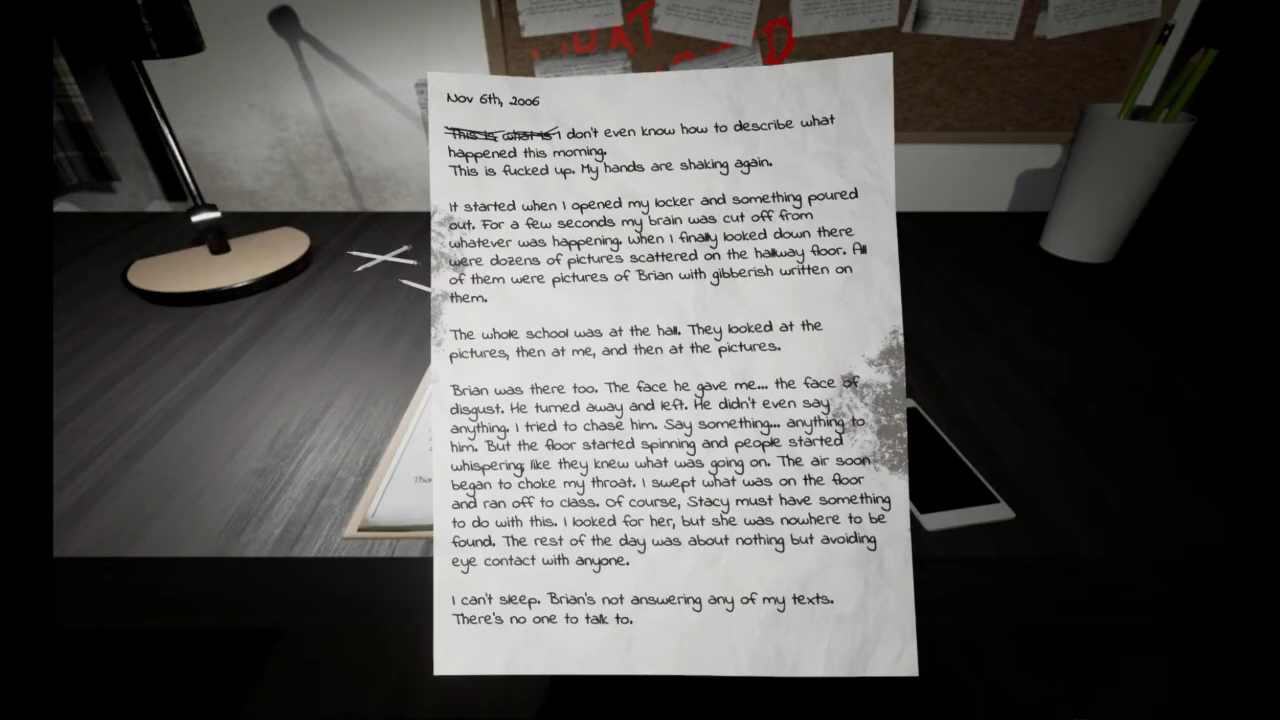 WHAT
Nov 6th, 2006
This is what is I don't even know how to describe what
happened this morning.
This is fucked up. My hands are shaking again.
It started when I opened my locker and something poured
out. For a few seconds my brain was cut off from
whatever was happening. when I finally looked down there
were dozens of pictures scattered on the hallway floor. All
of them were pictures of Brian with gibberish written on
them.
The whole school was at the hall. They looked at the
pictures, then at me, and then at the pictures.
Brian was there too. The face he gave me... the face of
disgust. He turned away and left. He didn't even say
anything. I tried to chase him. Say something... anything to
him. But the floor started spinning and people started
whispering; like they knew what was going on. The air soon
began to choke my throat. I swept what was on the floor
and ran off to class. Of course, Stacy must have something
to do with this. I looked for her, but she was nowhere to be
found. The rest of the day was about nothing but avoiding
eye contact with anyone.
I can't sleep. Brian's not answering any of my texts.
There's no one to talk to.